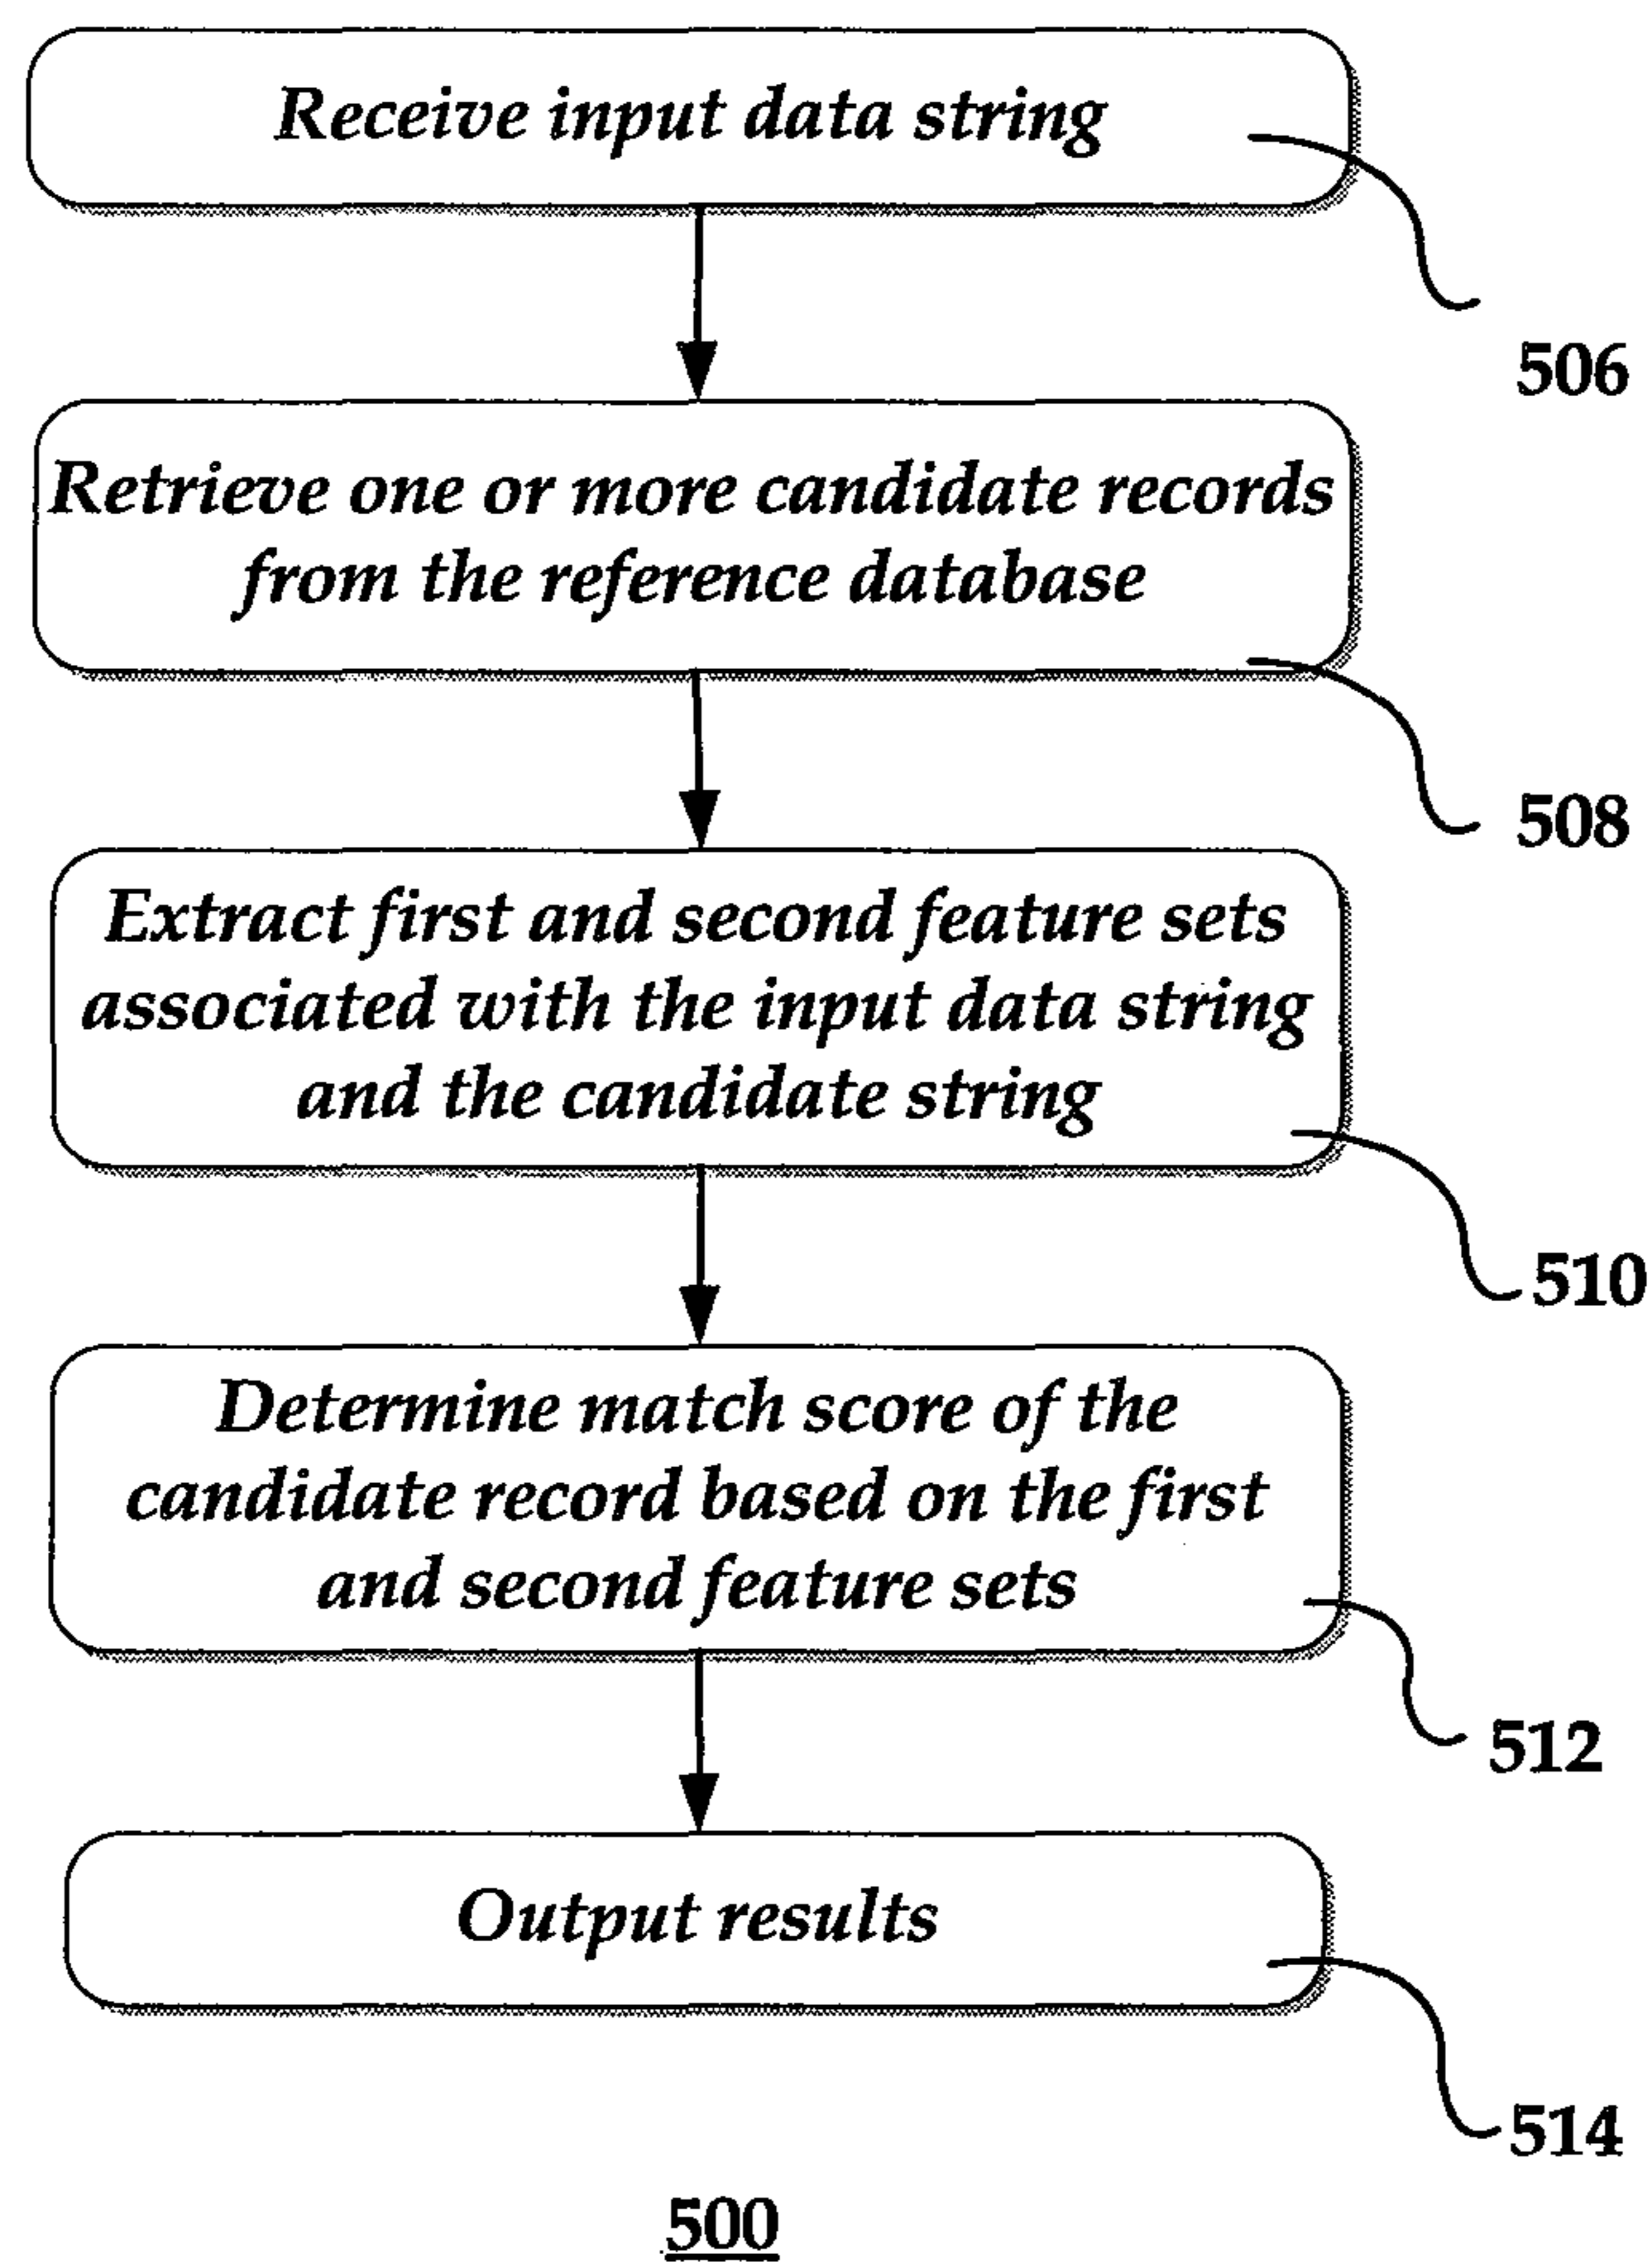 Receive input data string
506
Retrieve one or more candidate records
from the reference database
508
Extract first and second feature sets
associated with the input data string
and the candidate string
510
Determine match score of the
candidate record based on the first
and second feature sets
512
Output results
514
500